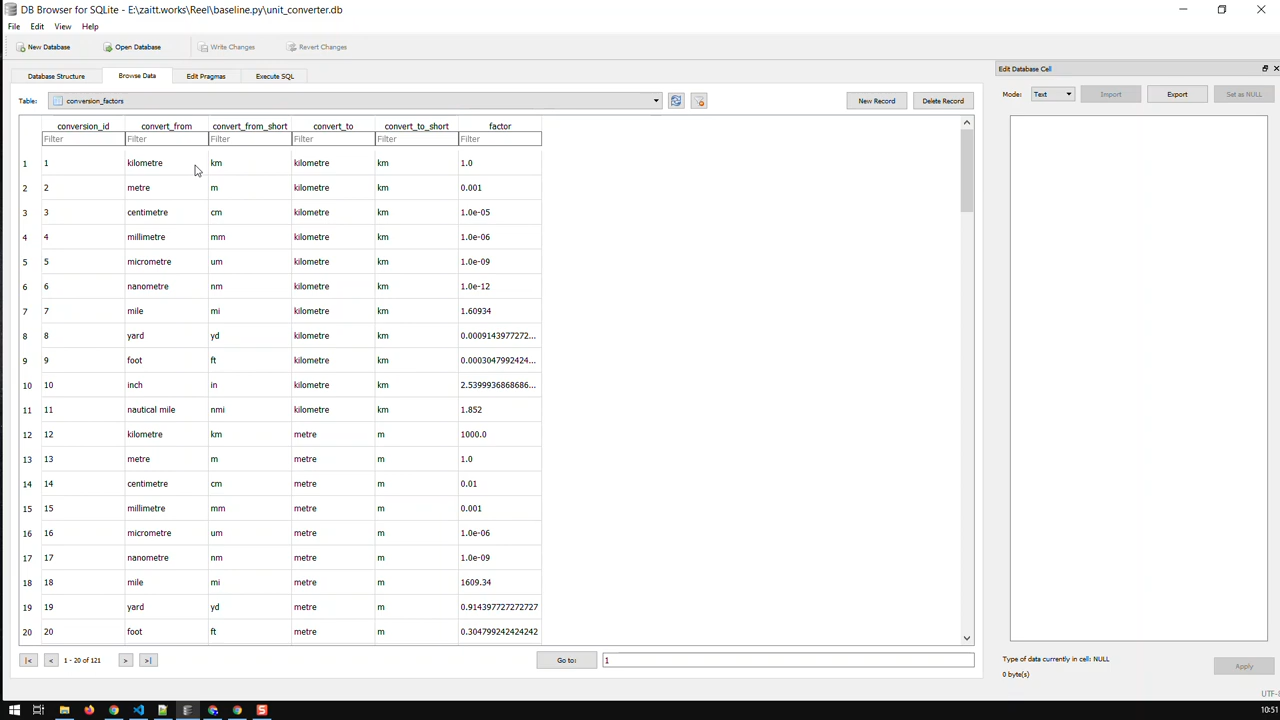 DB Browser for SQLite - E:\zaitt.works\Reel\baseline.py\unit_converter.db
File Edit View Help
New Database Open Database Write Changes Revert Changes
Database Structure Browse Data Edit Pragmas Execute SQL
Table: conversion_factors New Record Delete Record
conversion_id convert_from convert_from_short convert_to convert_to_short factor
Filter Filter Filter Filter Filter Filter
1 1 kilometre km kilometre km 1.0
2 2 metre m kilometre km 0.001
3 3 centimetre cm kilometre km 1.0e-05
4 4 millimetre mm kilometre km 1.0e-06
5 5 micrometre um kilometre km 1.0e-09
6 6 nanometre nm kilometre km 1.0e-12
7 7 mile mi kilometre km 1.60934
8 8 yard yd kilometre km 0.0009143977272...
9 9 foot ft kilometre km 0.0003047992424...
10 10 inch in kilometre km 2.5399936868686...
11 11 nautical mile nmi kilometre km 1.852
12 12 kilometre km metre m 1000.0
13 13 metre m metre m 1.0
14 14 centimetre cm metre m 0.01
15 15 millimetre mm metre m 0.001
16 16 micrometre um metre m 1.0e-06
17 17 nanometre nm metre m 1.0e-09
18 18 mile mi metre m 1609.34
19 19 yard yd metre m 0.914397727272727
20 20 foot ft metre m 0.304799242424242
|< < 1 - 20 of 121 > >| Go to: 1
Edit Database Cell
Mode: Text Import Export Set as NULL
Type of data currently in cell: NULL
0 byte(s)
Apply
UTF-8
10:51